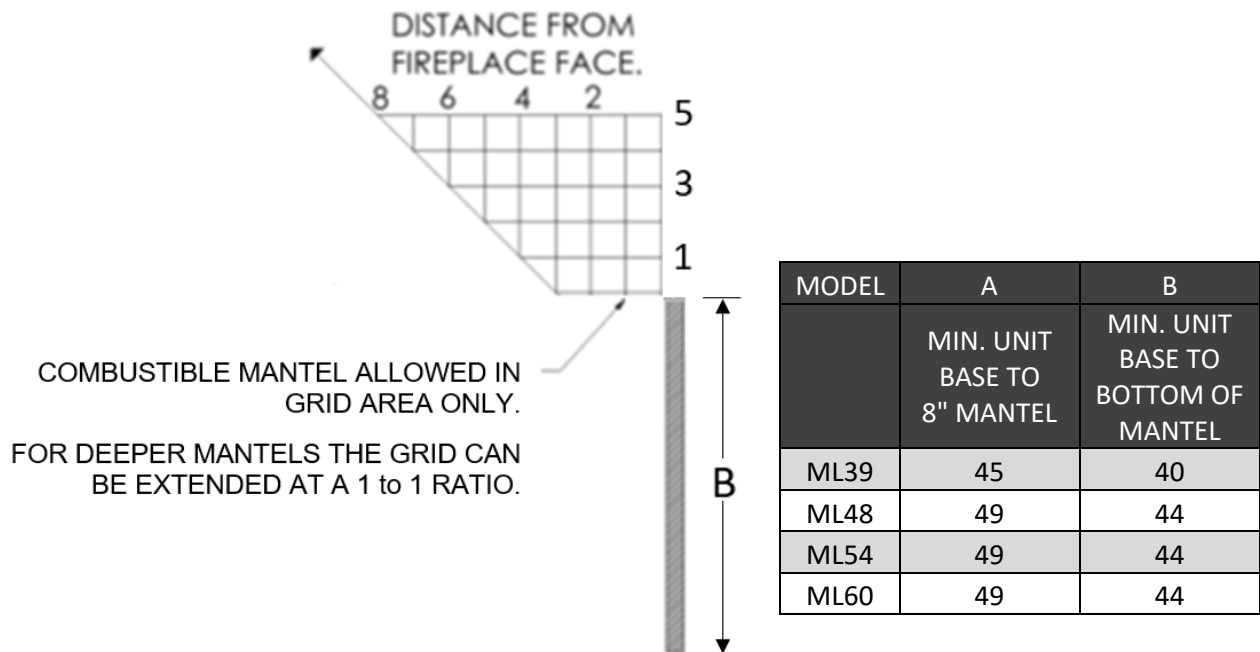 DISTANCE FROM
FIREPLACE FACE.
8 6 4 2
5
3
1
COMBUSTIBLE MANTEL ALLOWED IN
GRID AREA ONLY.
FOR DEEPER MANTELS THE GRID CAN
BE EXTENDED AT A 1 to 1 RATIO.
B
MODEL A B
MIN. UNIT
BASE TO
8" MANTEL
MIN. UNIT
BASE TO
BOTTOM OF
MANTEL
ML39 45 40
ML48 49 44
ML54 49 44
ML60 49 44